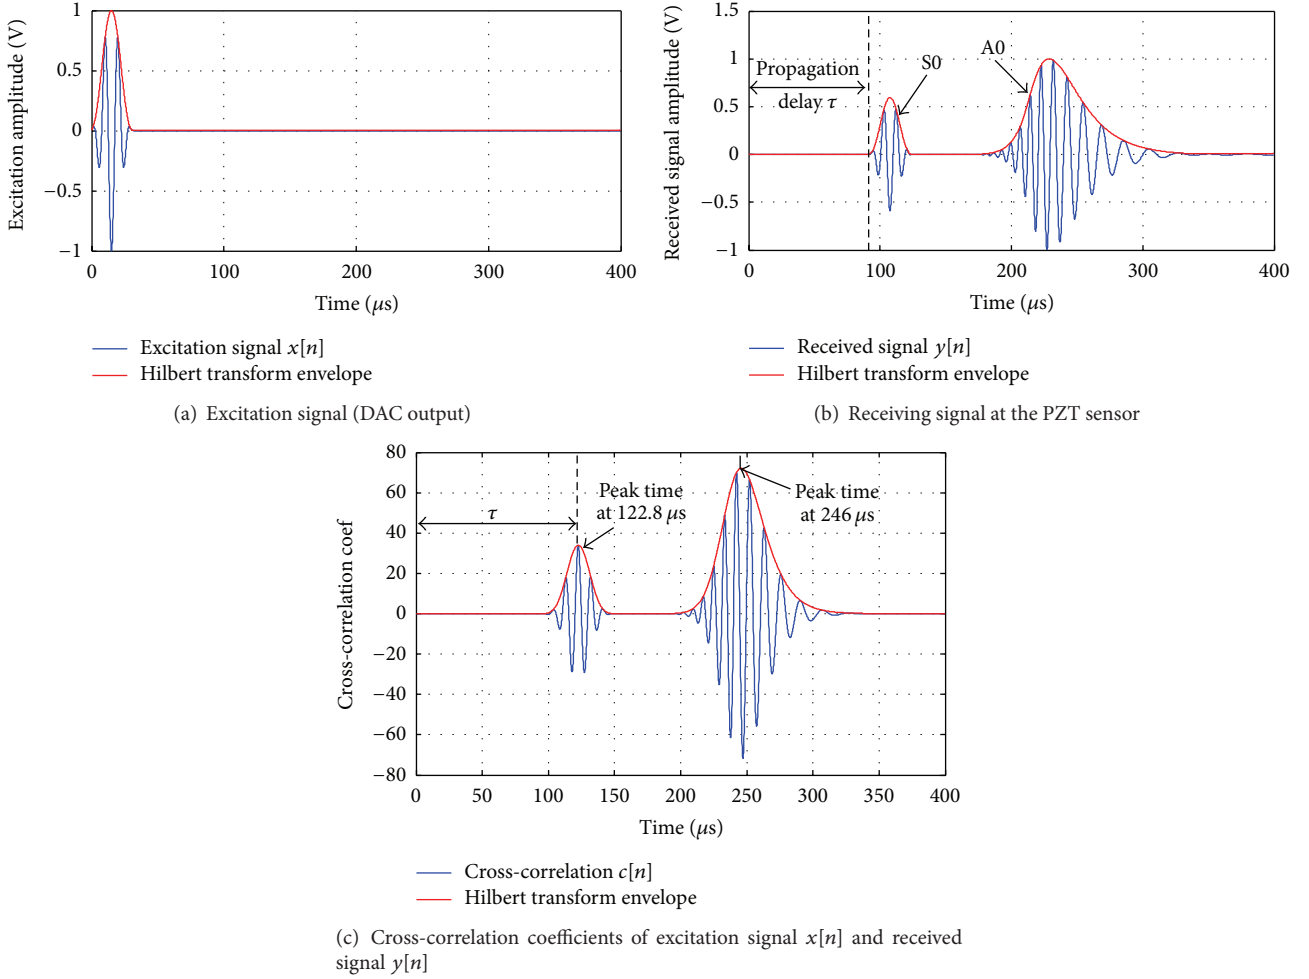 1
0.5
0
−0.5
−1
Excitation amplitude (V)
0 100 200 300 400
Time (μs)
Excitation signal x[n]
Hilbert transform envelope
(a) Excitation signal (DAC output)
1.5
1
0.5
0
−0.5
−1
Received signal amplitude (V)
Propagation
delay τ
S0
A0
0 100 200 300 400
Time (μs)
Received signal y[n]
Hilbert transform envelope
(b) Receiving signal at the PZT sensor
80
60
40
20
0
−20
−40
−60
−80
Cross-correlation coef
τ
Peak time
at 122.8 μs
Peak time
at 246 μs
0 50 100 150 200 250 300 350 400
Time (μs)
Cross-correlation c[n]
Hilbert transform envelope
(c) Cross-correlation coefficients of excitation signal x[n] and received
signal y[n]